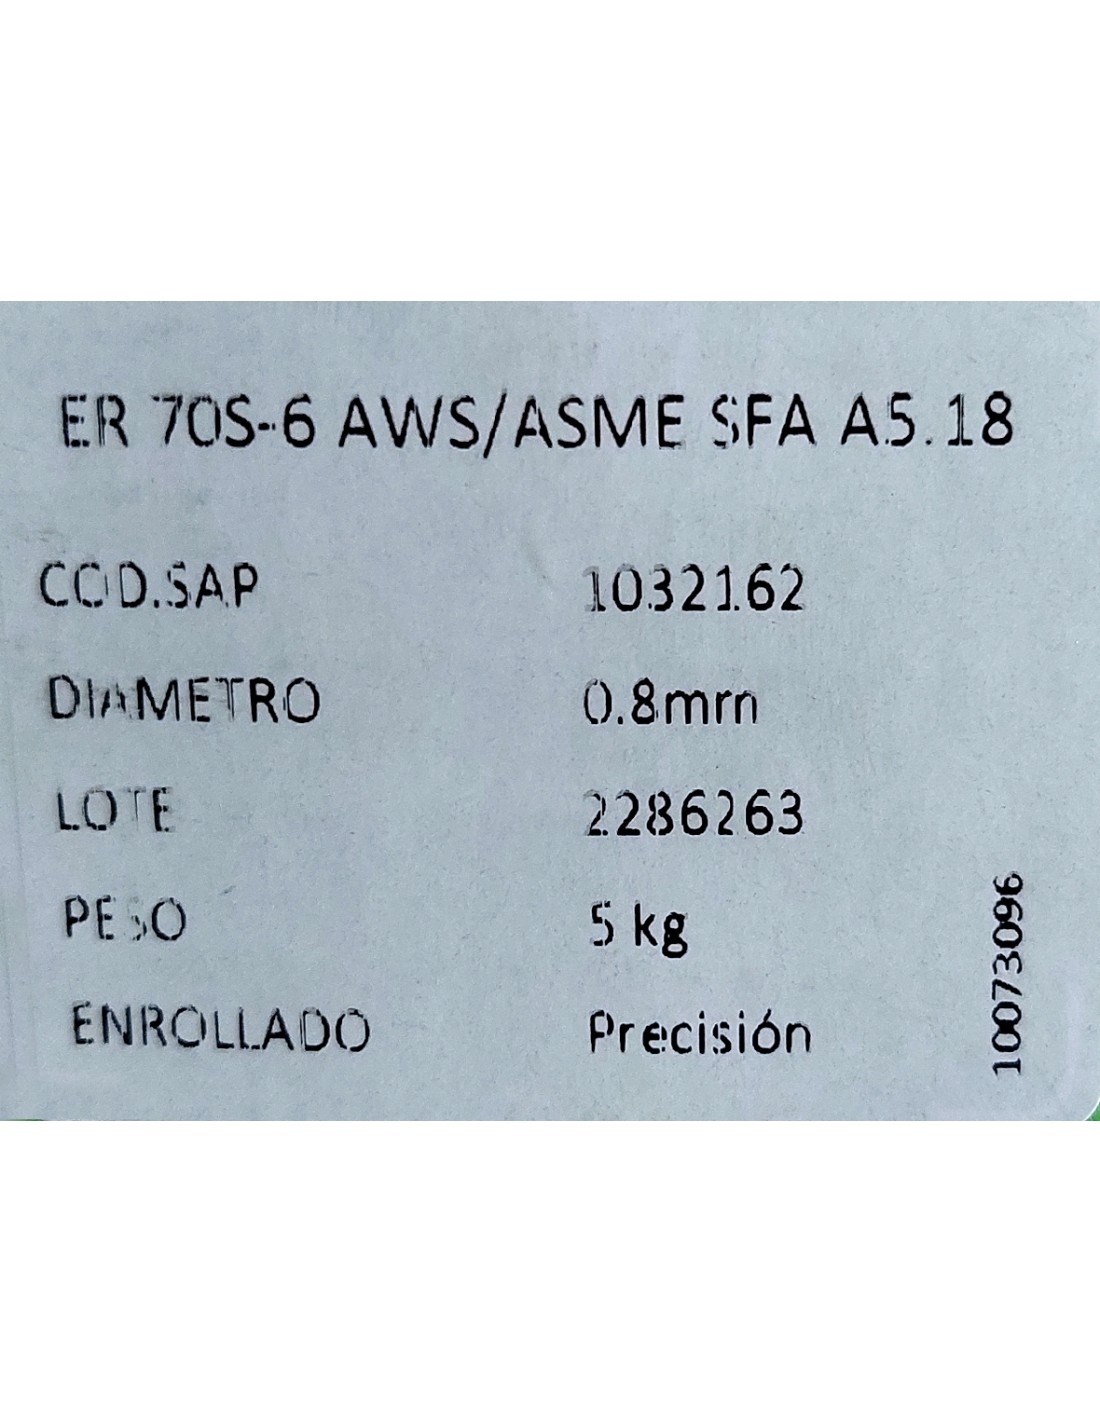 ER 70S-6 AWS/ASME SFA A5.18
COD.SAP 1032162
DIAMETRO 0.8mm
LOTE 2286263
PESO 5 kg
ENROLLADO Precisión
10073096